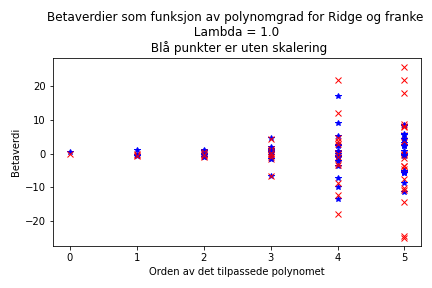 Betaverdier som funksjon av polynomgrad for Ridge og franke
Lambda = 1.0
Blå punkter er uten skalering
Betaverdi
20
10
0
−10
−20
0 1 2 3 4 5
Orden av det tilpassede polynomet